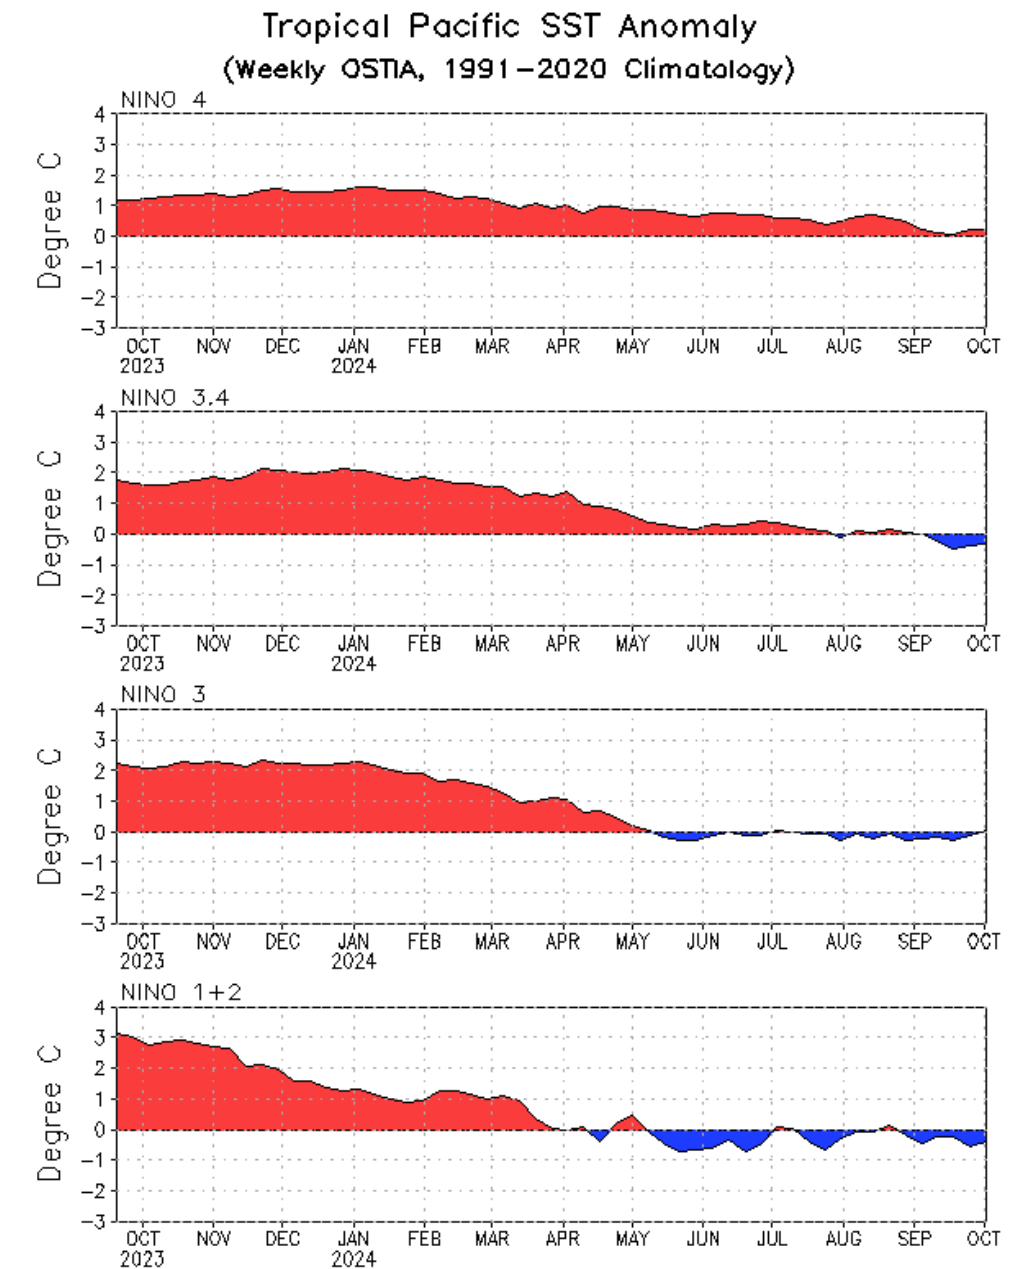 Tropical Pacific SST Anomaly
(Weekly OSTIA, 1991–2020 Climatology)
NINO 4
Degree C
4
3
2
1
0
−1
−2
−3
OCT NOV DEC JAN FEB MAR APR MAY JUN JUL AUG SEP OCT
2023 2024
NINO 3.4
Degree C
4
3
2
1
0
−1
−2
−3
OCT NOV DEC JAN FEB MAR APR MAY JUN JUL AUG SEP OCT
2023 2024
NINO 3
Degree C
4
3
2
1
0
−1
−2
−3
OCT NOV DEC JAN FEB MAR APR MAY JUN JUL AUG SEP OCT
2023 2024
NINO 1+2
Degree C
4
3
2
1
0
−1
−2
−3
OCT NOV DEC JAN FEB MAR APR MAY JUN JUL AUG SEP OCT
2023 2024